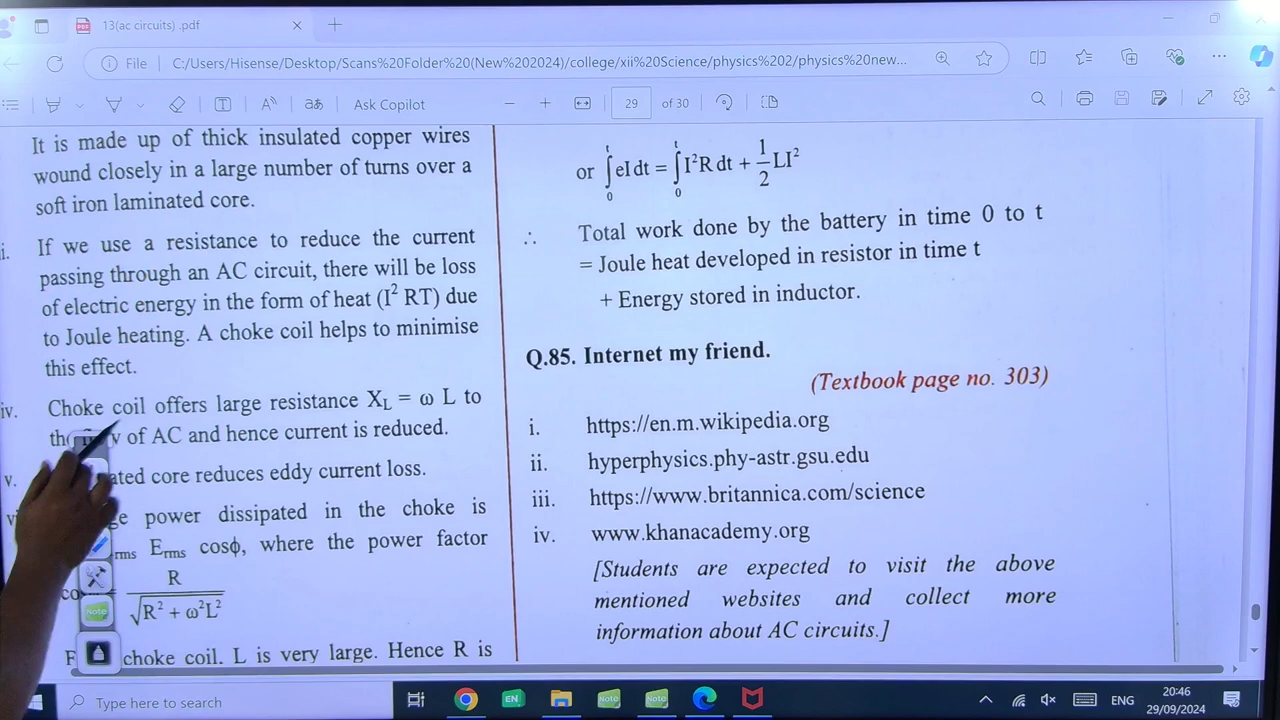 13(ac circuits) .pdf
File C:/Users/Hisense/Desktop/Scans%20Folder%20(New%202024)/college/xii%20Science/physics%202/physics%20new...
Ask Copilot 29 of 30
It is made up of thick insulated copper wires
wound closely in a large number of turns over a
soft iron laminated core.
i. If we use a resistance to reduce the current
passing through an AC circuit, there will be loss
of electric energy in the form of heat (I² RT) due
to Joule heating. A choke coil helps to minimise
this effect.
iv. Choke coil offers large resistance X_L = ω L to
of AC and hence current is reduced.
v. ated core reduces eddy current loss.
power dissipated in the choke is
rms E_rms cosϕ, where the power factor
co = R / √(R² + ω²L²)
F choke coil. L is very large. Hence R is
or ∫₀ᵗ eI dt = ∫₀ᵗ I²R dt + 1/2 LI²
∴ Total work done by the battery in time 0 to t
= Joule heat developed in resistor in time t
+ Energy stored in inductor.
Q.85. Internet my friend.
(Textbook page no. 303)
i. https://en.m.wikipedia.org
ii. hyperphysics.phy-astr.gsu.edu
iii. https://www.britannica.com/science
iv. www.khanacademy.org
[Students are expected to visit the above
mentioned websites and collect more
information about AC circuits.]
Note
Type here to search
EN
Note
Note
ENG
20:46
29/09/2024